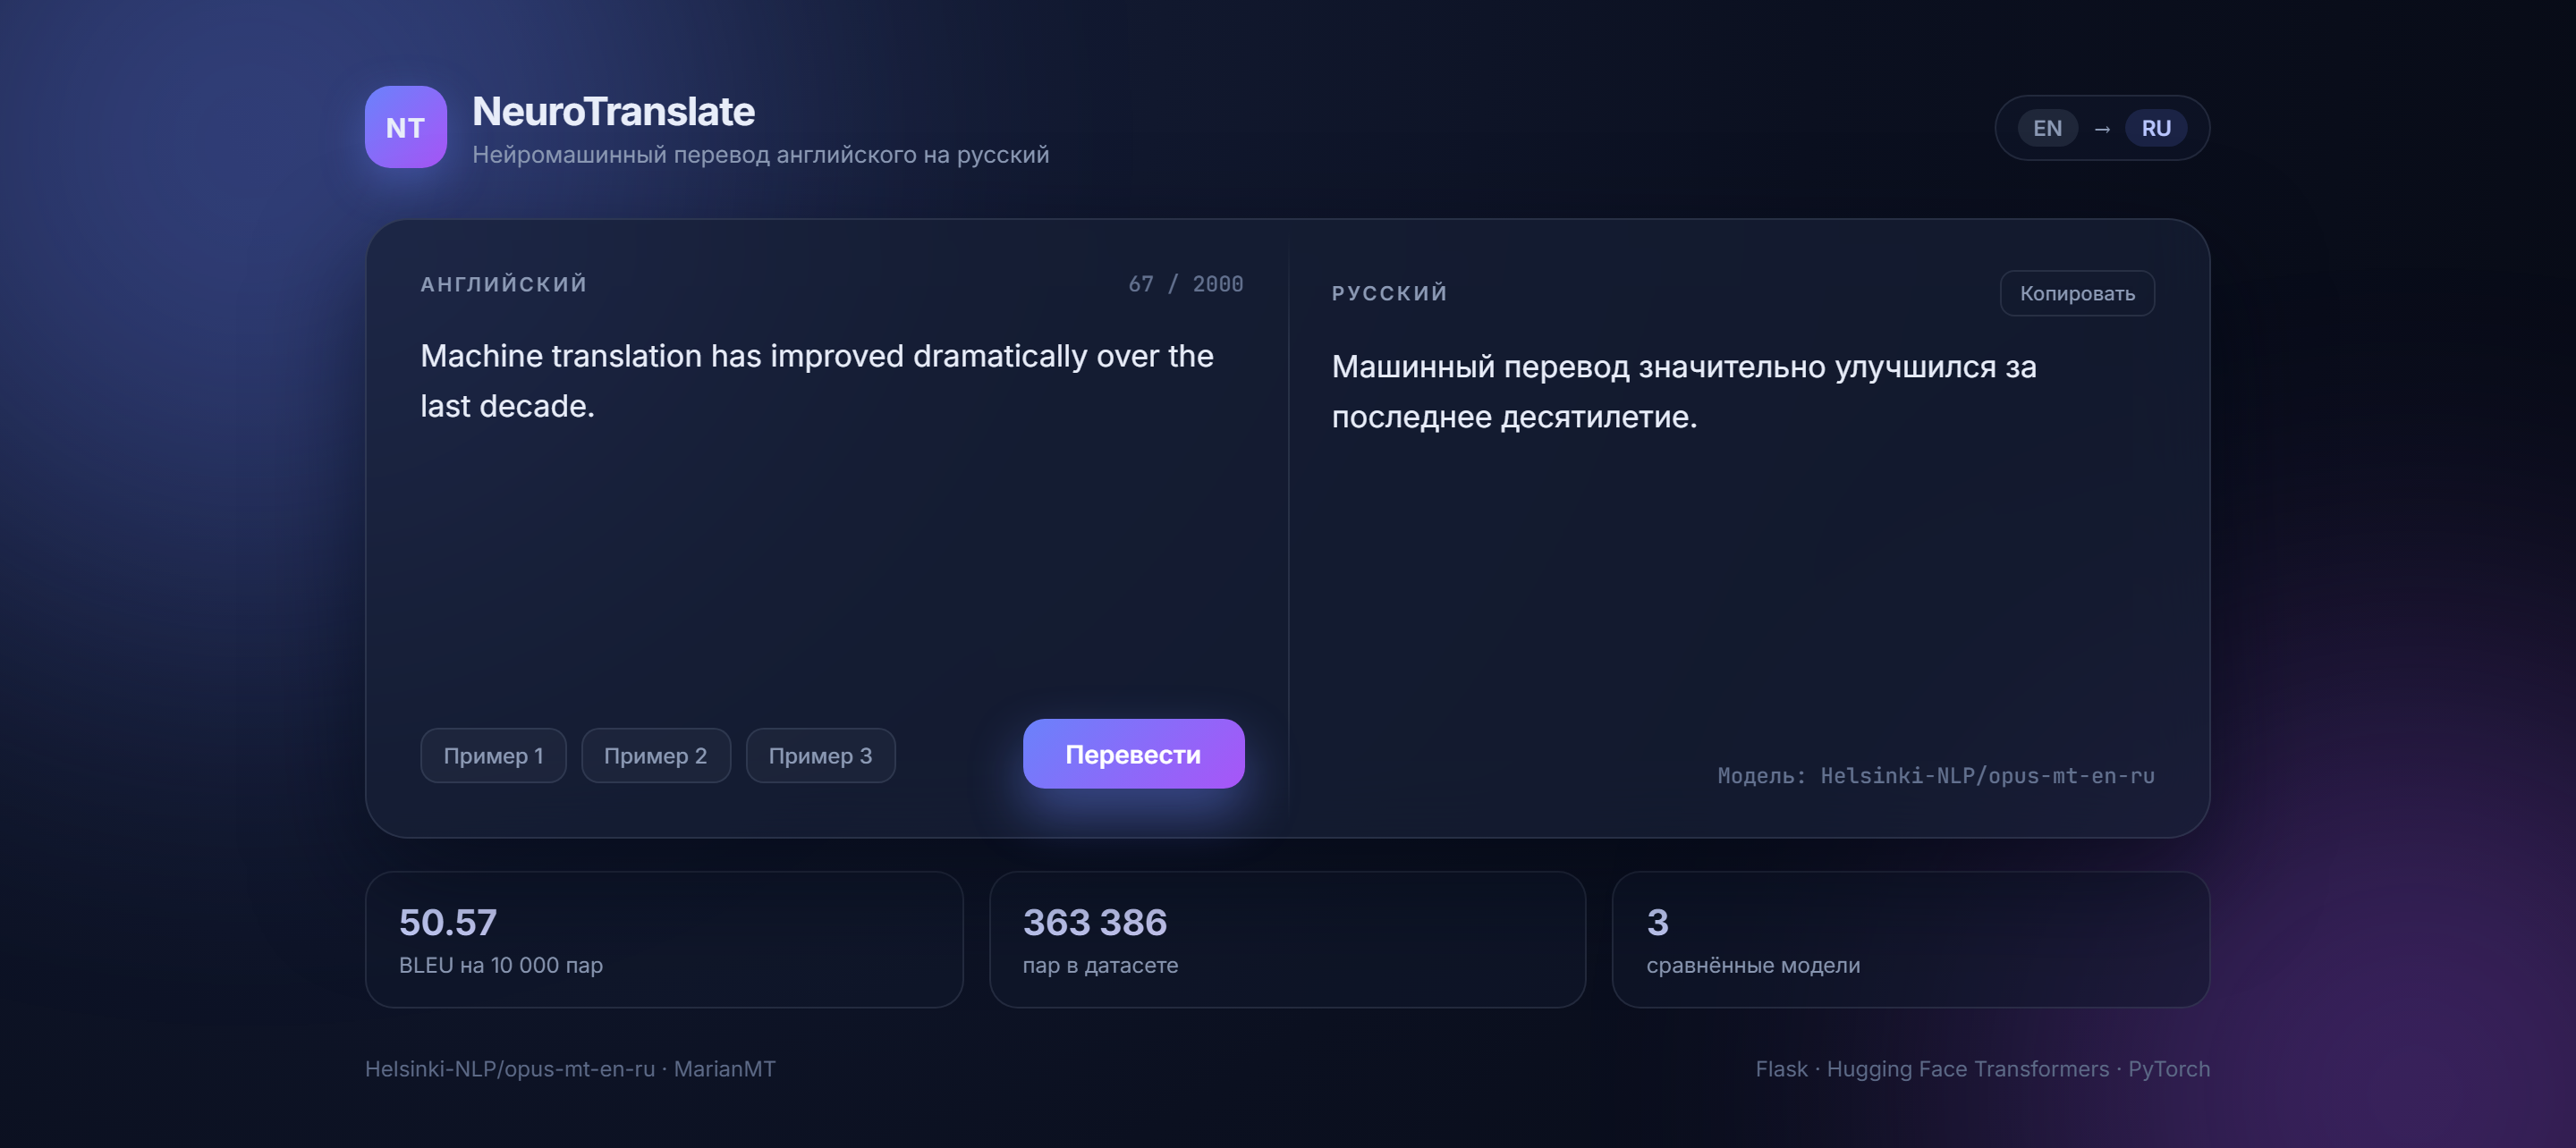 NT
NeuroTranslate
Нейромашинный перевод английского на русский
EN → RU
АНГЛИЙСКИЙ
67 / 2000
Machine translation has improved dramatically over the
last decade.
Пример 1
Пример 2
Пример 3
Перевести
РУССКИЙ
Копировать
Машинный перевод значительно улучшился за
последнее десятилетие.
Модель: Helsinki-NLP/opus-mt-en-ru
50.57
BLEU на 10 000 пар
363 386
пар в датасете
3
сравнённые модели
Helsinki-NLP/opus-mt-en-ru · MarianMT
Flask · Hugging Face Transformers · PyTorch